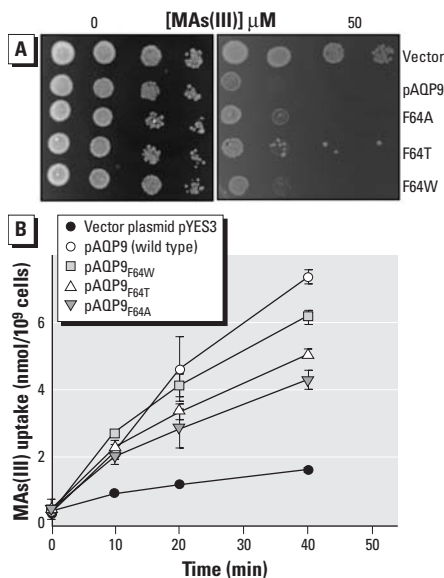 [MAs(III)] μM
0 50
A
Vector
pAQP9
F64A
F64T
F64W
B
Vector plasmid pYES3
pAQP9 (wild type)
pAQP9F64W
pAQP9F64T
pAQP9F64A
MAs(III) uptake (nmol/10⁹ cells)
6
4
2
0
0 10 20 30 40 50
Time (min)